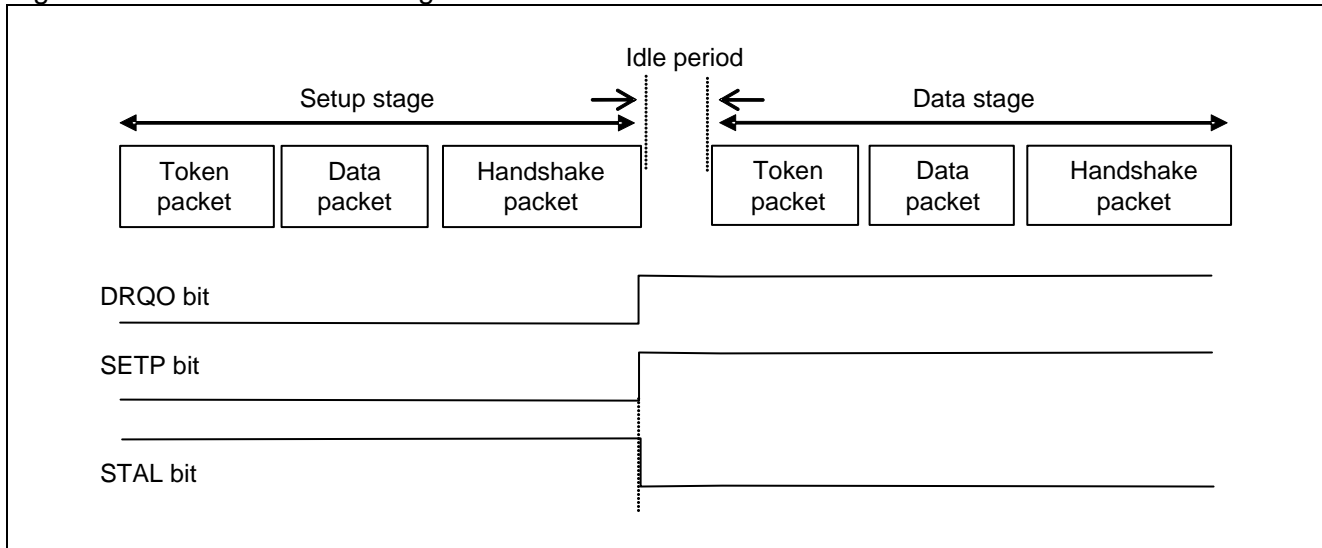 Idle period
Setup stage
Data stage
Token packet
Data packet
Handshake packet
Token packet
Data packet
Handshake packet
DRQO bit
SETP bit
STAL bit